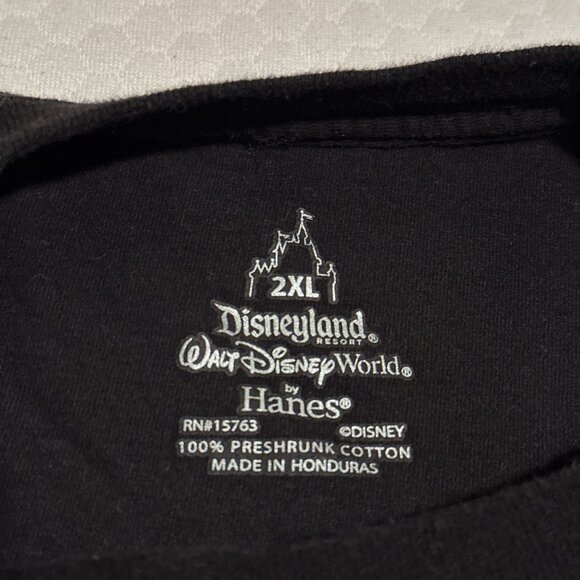 2XL
Disneyland®
RESORT
WALT DISNEY World®
by
Hanes®
RN#15763 ©DISNEY
100% PRESHRUNK COTTON
MADE IN HONDURAS